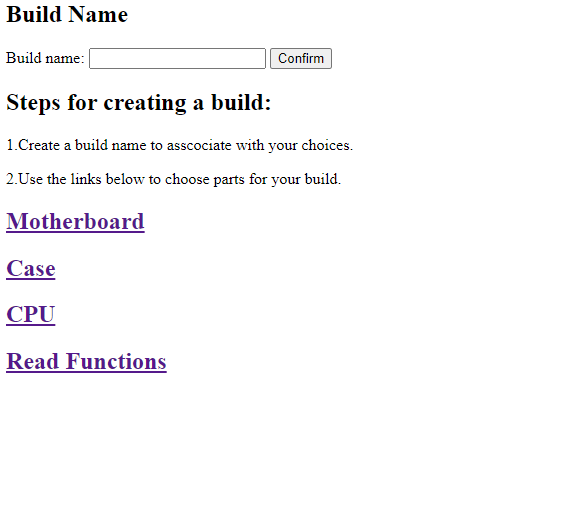 Build Name
Build name: Confirm
Steps for creating a build:
1.Create a build name to asscociate with your choices.
2.Use the links below to choose parts for your build.
Motherboard
Case
CPU
Read Functions